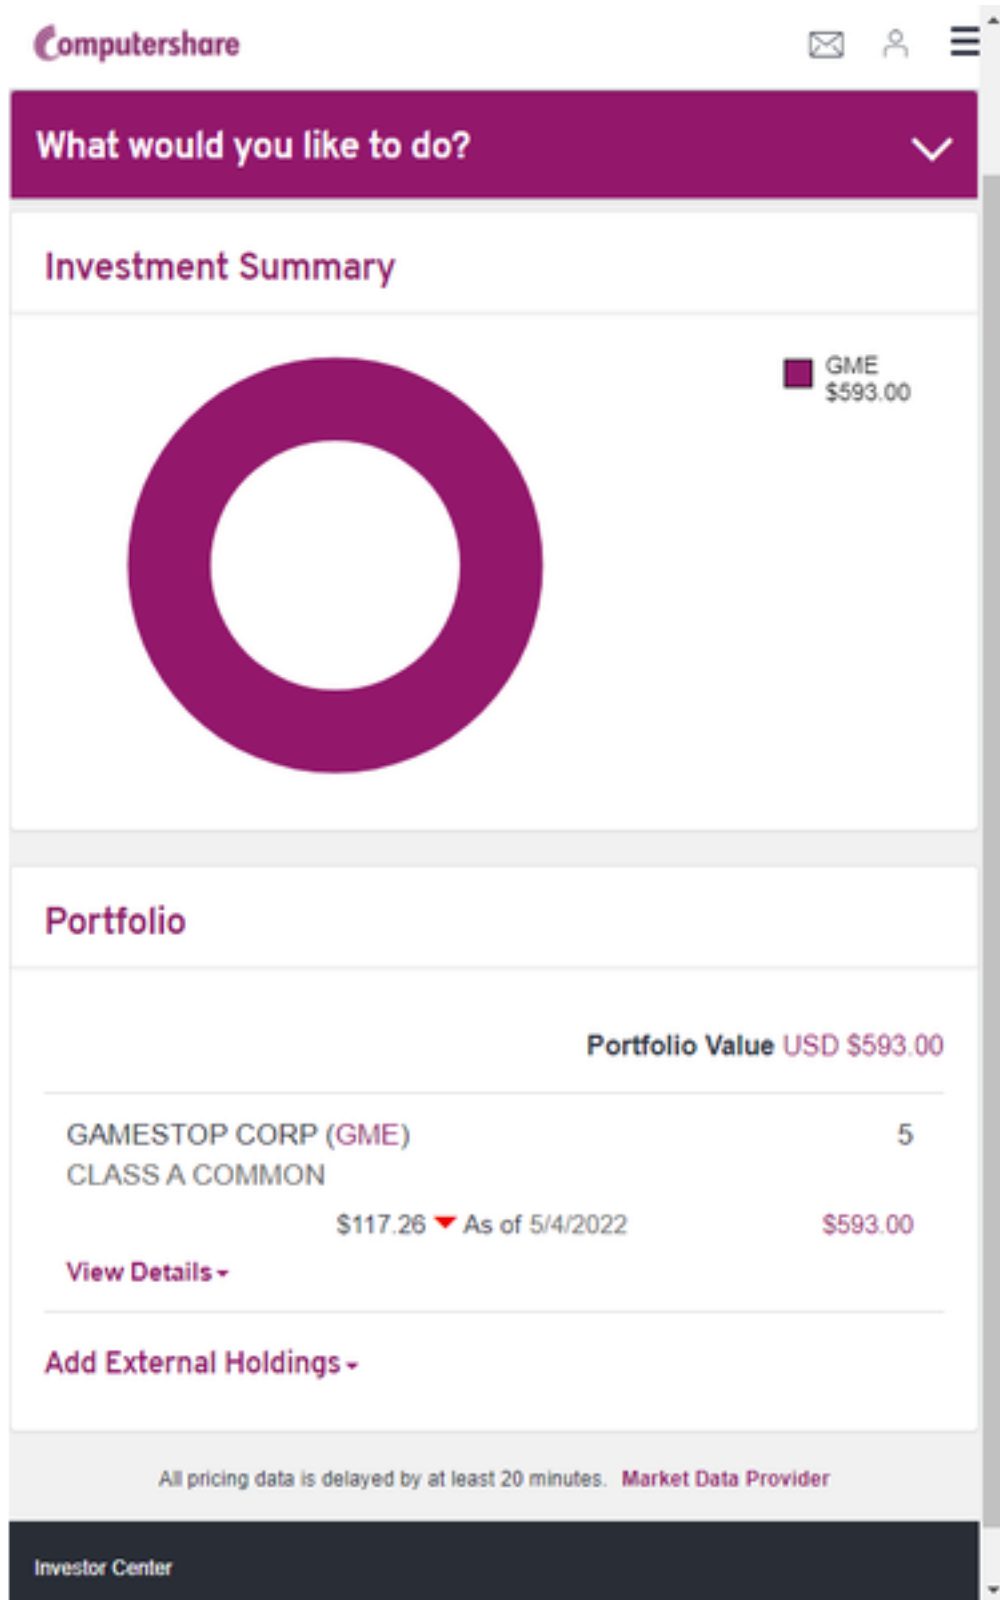 Computershare
What would you like to do?
Investment Summary
GME
$593.00
Portfolio
Portfolio Value USD $593.00
GAMESTOP CORP (GME) 5
CLASS A COMMON
$117.26 As of 5/4/2022 $593.00
View Details
Add External Holdings
All pricing data is delayed by at least 20 minutes. Market Data Provider
Investor Center